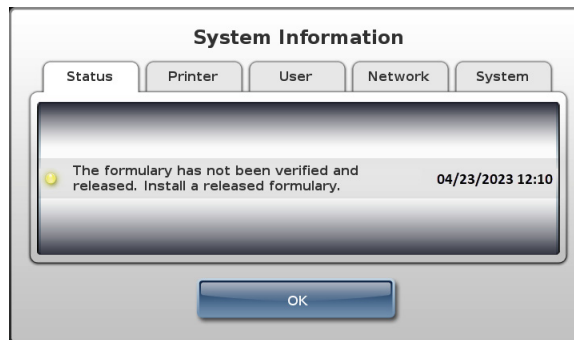 System Information
Status Printer User Network System
The formulary has not been verified and
released. Install a released formulary.
04/23/2023 12:10
OK